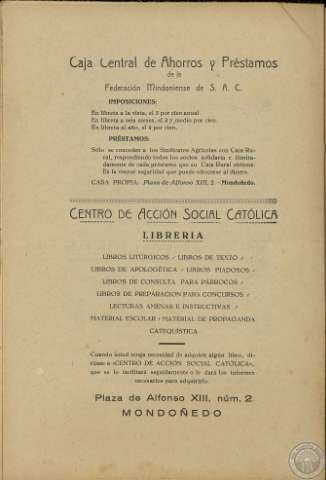 Caja Central de Ahorros y Préstamos
de la
Federación Mindoniense de S. A. C.
IMPOSICIONES:
En libreta a la vista, el 3 por cien anual.
En libreta a seis meses, el 3 y medio por cien.
En libreta al año, el 4 por cien.
PRÉSTAMOS:
Sólo se conceden a los Sindicatos Agrícolas con Caja Ru-
ral, respondiendo todos los socios solidaria e ilimita-
damente de cada préstamo que su Caja Rural obtiene.
Es la mayor seguridad que puede ofrecerse al dinero.
CASA PROPIA: Plaza de Alfonso XIII, 2.-Mondoñedo.
CENTRO DE ACCIÓN SOCIAL CATÓLICA
LIBRERIA
LIBROS LITURGICOS - LIBROS DE TEXTO -
LIBROS DE APOLOGÉTICA - LIBROS PIADOSOS -
LIBROS DE CONSULTA PARA PÁRROCOS -
LIBROS DE PREPARACION PARA CONCURSOS -
LECTURAS AMENAS E INSTRUCTIVAS -
MATERIAL ESCOLAR - MATERIAL DE PROPAGANDA
CATEQUÍSTICA
Cuando usted tenga necesidad de adquirir algún libro, di-
ríjase a «CENTRO DE ACCIÓN SOCIAL CATÓLICA»,
que se lo facilitará seguidamente o le dará los informes
necesarios para adquirirlo.
Plaza de Alfonso XIII, núm. 2
MONDOÑEDO